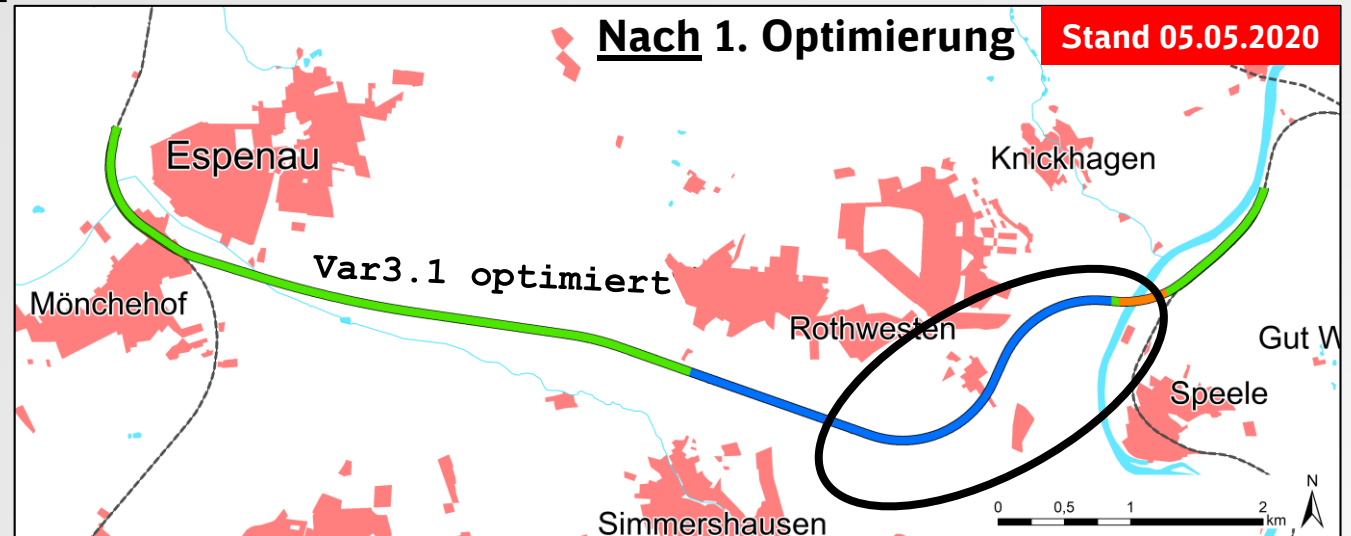 Nach 1. Optimierung
Stand 05.05.2020
Espenau
Knickhagen
Var3.1 optimiert
Mönchehof
Rothwesten
Gut W
Speele
Simmershausen
N
0 0,5 1 2 km